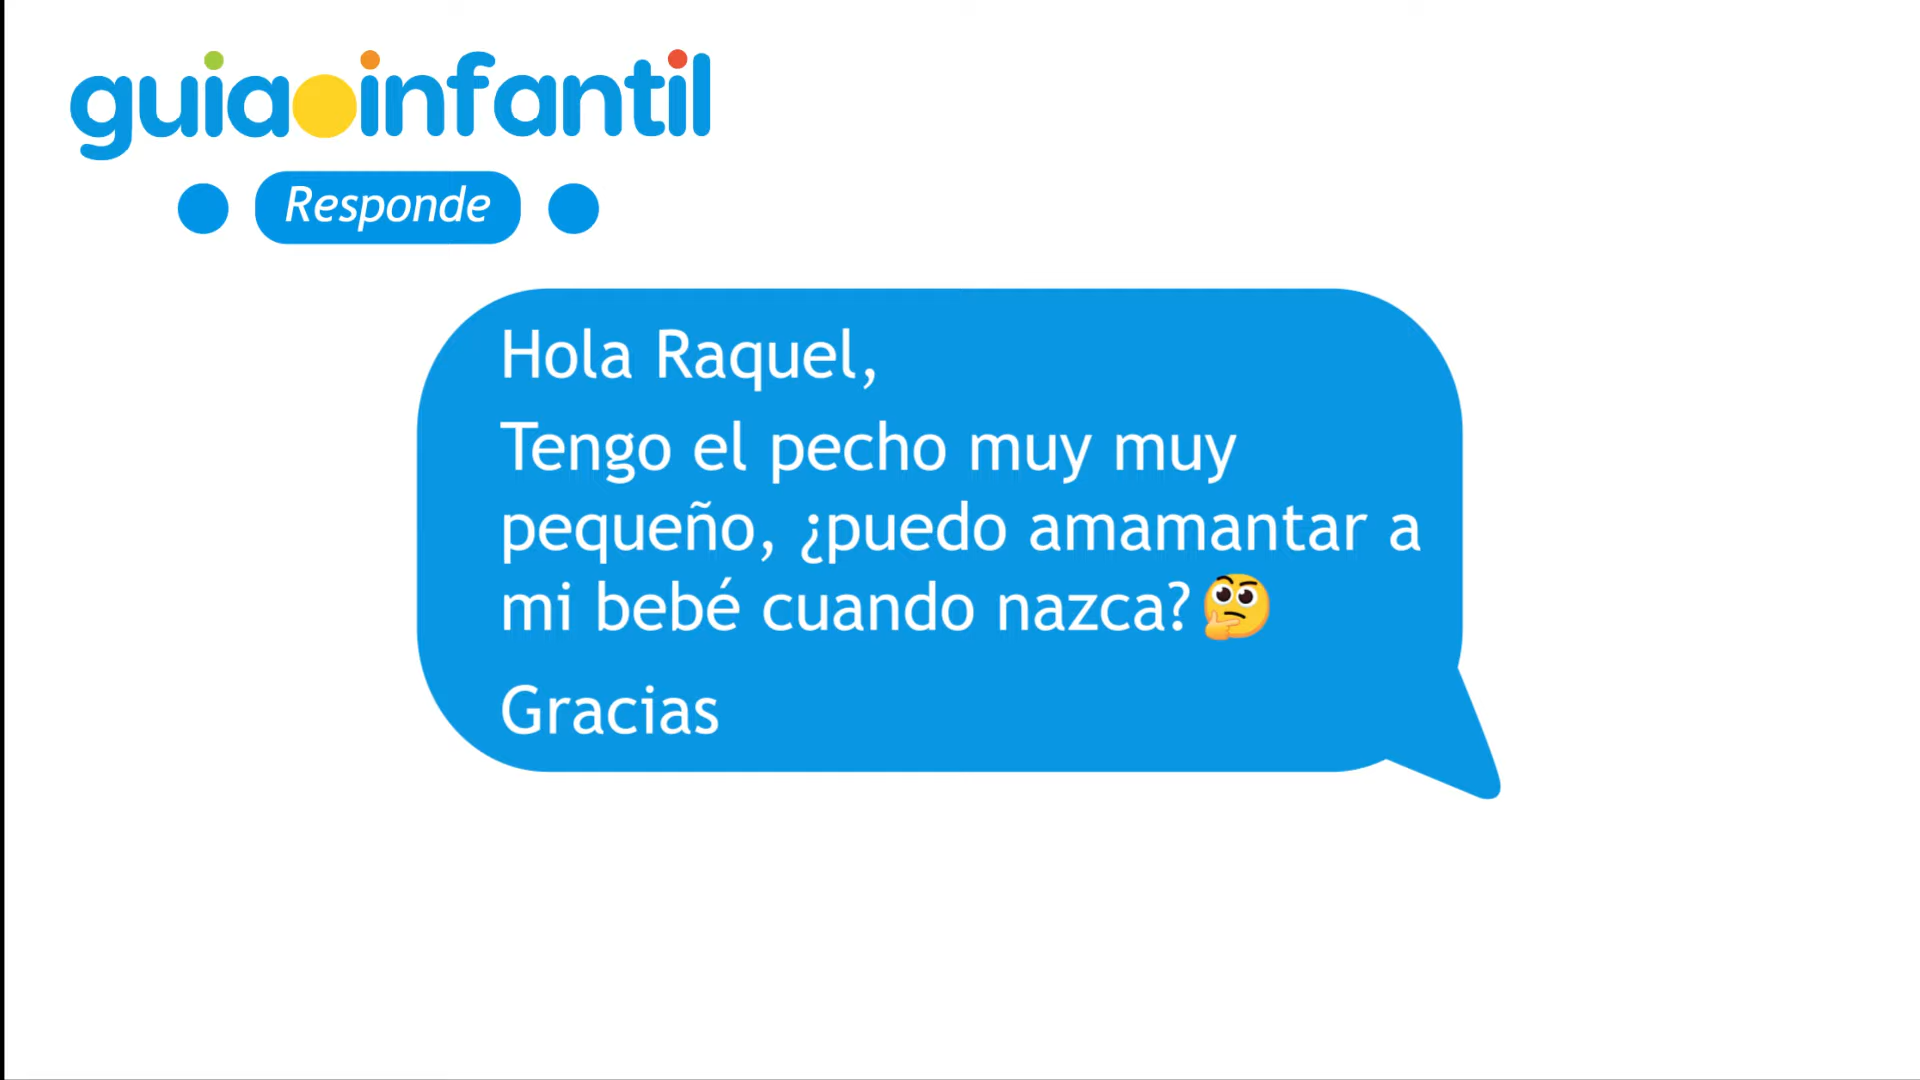 guiainfantil
Responde
Hola Raquel,
Tengo el pecho muy muy
pequeño, ¿puedo amamantar a
mi bebé cuando nazca?🤔
Gracias